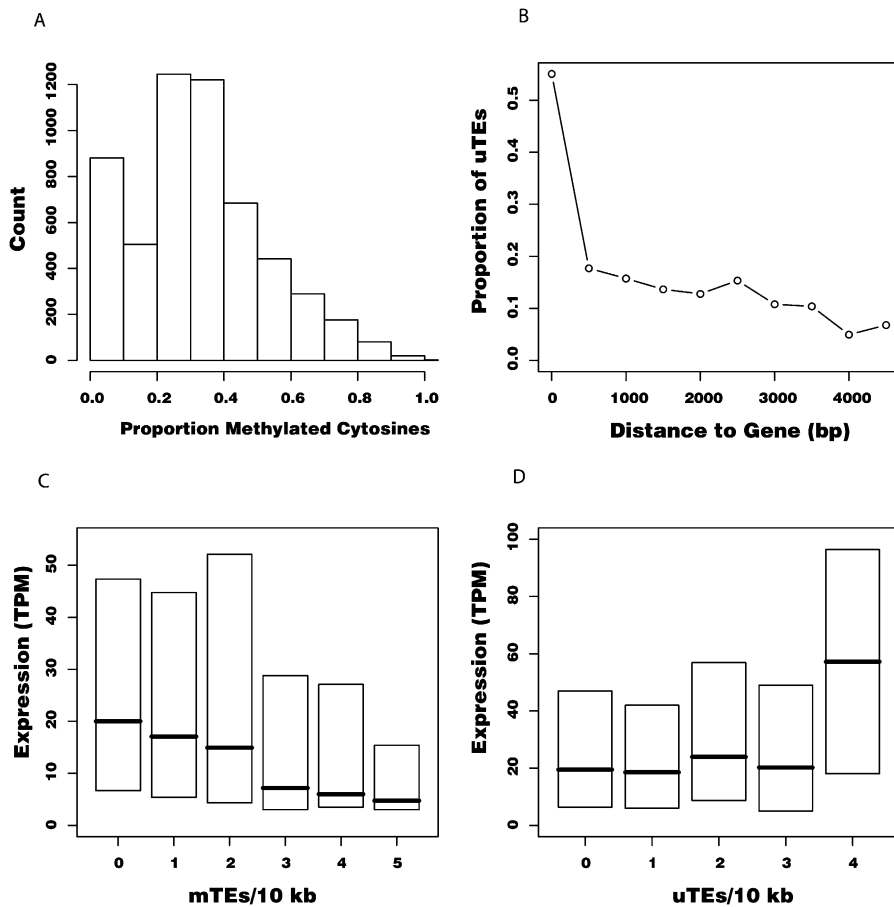 A
Count
0 200 400 600 800 1000 1200
0.0 0.2 0.4 0.6 0.8 1.0
Proportion Methylated Cytosines
B
Proportion of uTEs
0.0 0.1 0.2 0.3 0.4 0.5
0 1000 2000 3000 4000
Distance to Gene (bp)
C
Expression (TPM)
0 10 20 30 40 50
0 1 2 3 4 5
mTEs/10 kb
D
Expression (TPM)
0 20 40 60 80 100
0 1 2 3 4
uTEs/10 kb